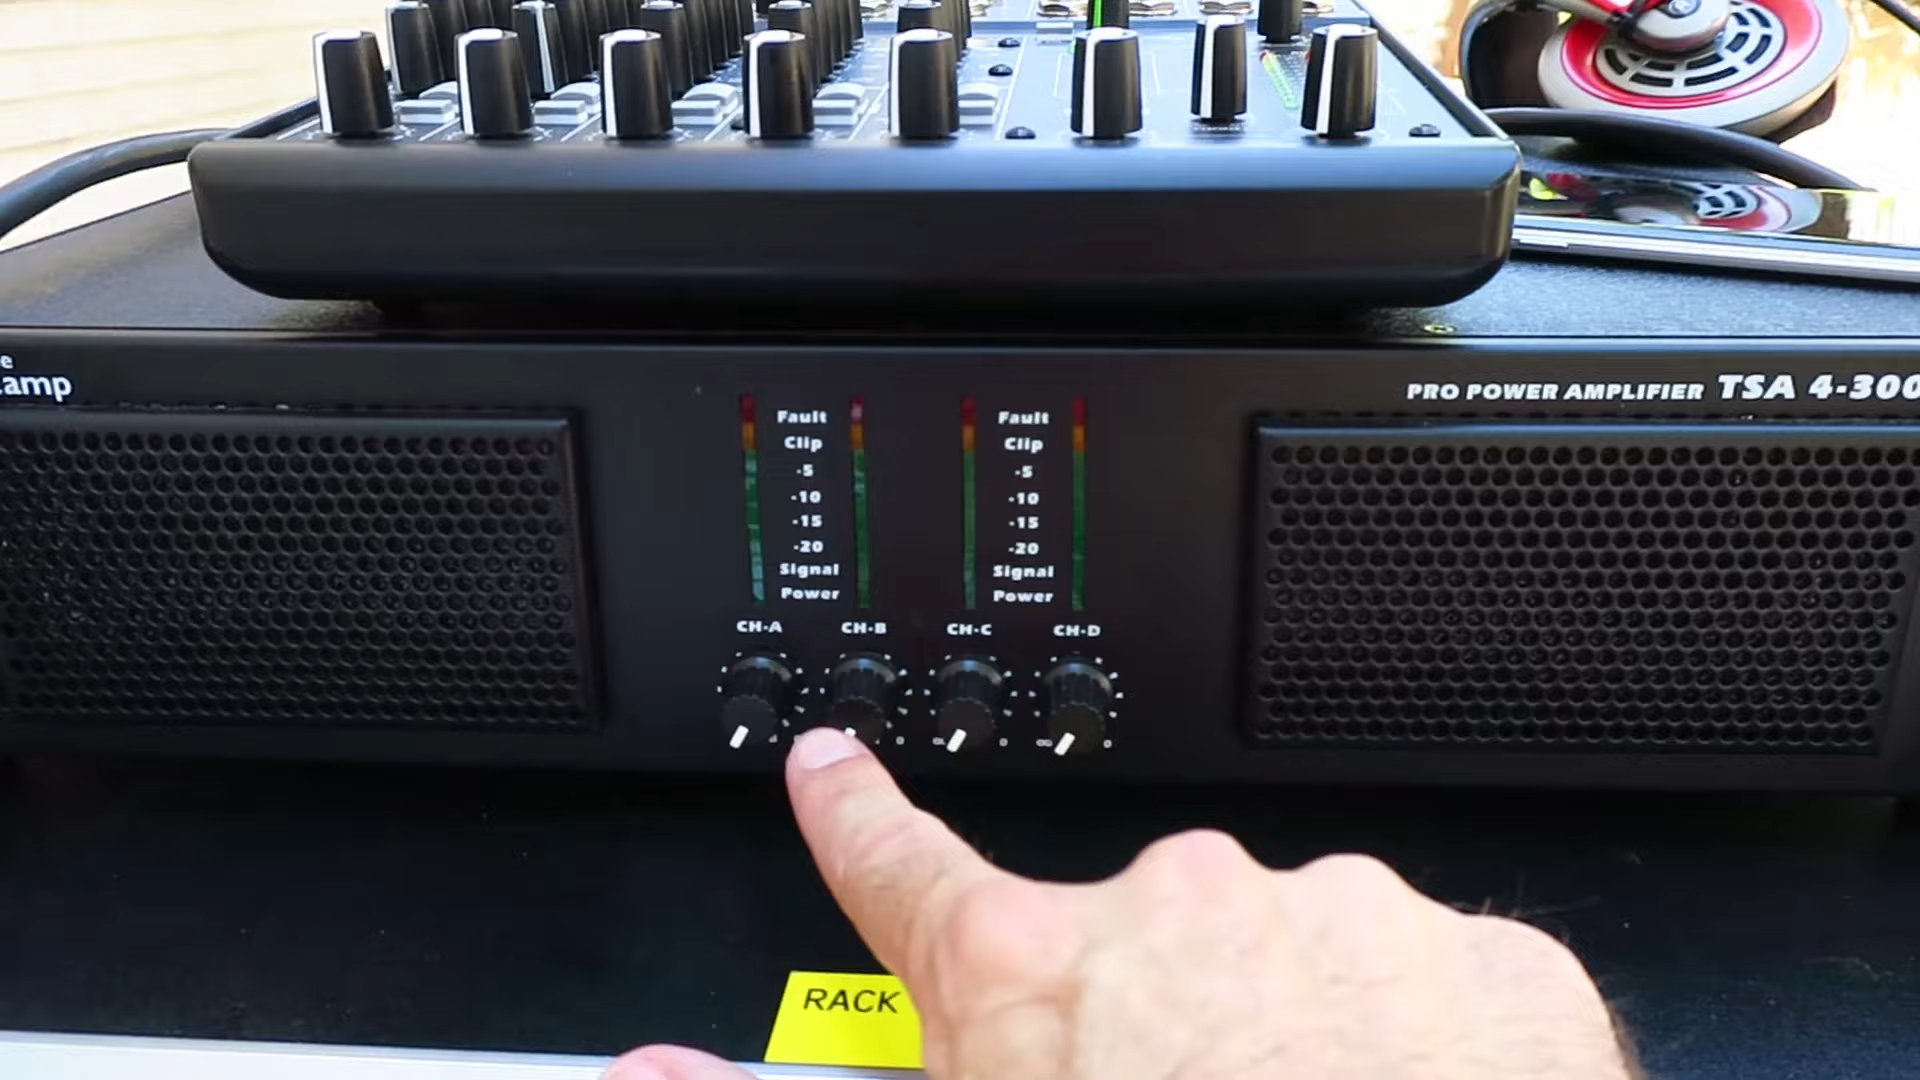 e
.amp
PRO POWER AMPLIFIER TSA 4-300
Fault
Clip
-5
-10
-15
-20
Signal
Power
Fault
Clip
-5
-10
-15
-20
Signal
Power
CH-A CH-B CH-C CH-D
RACK